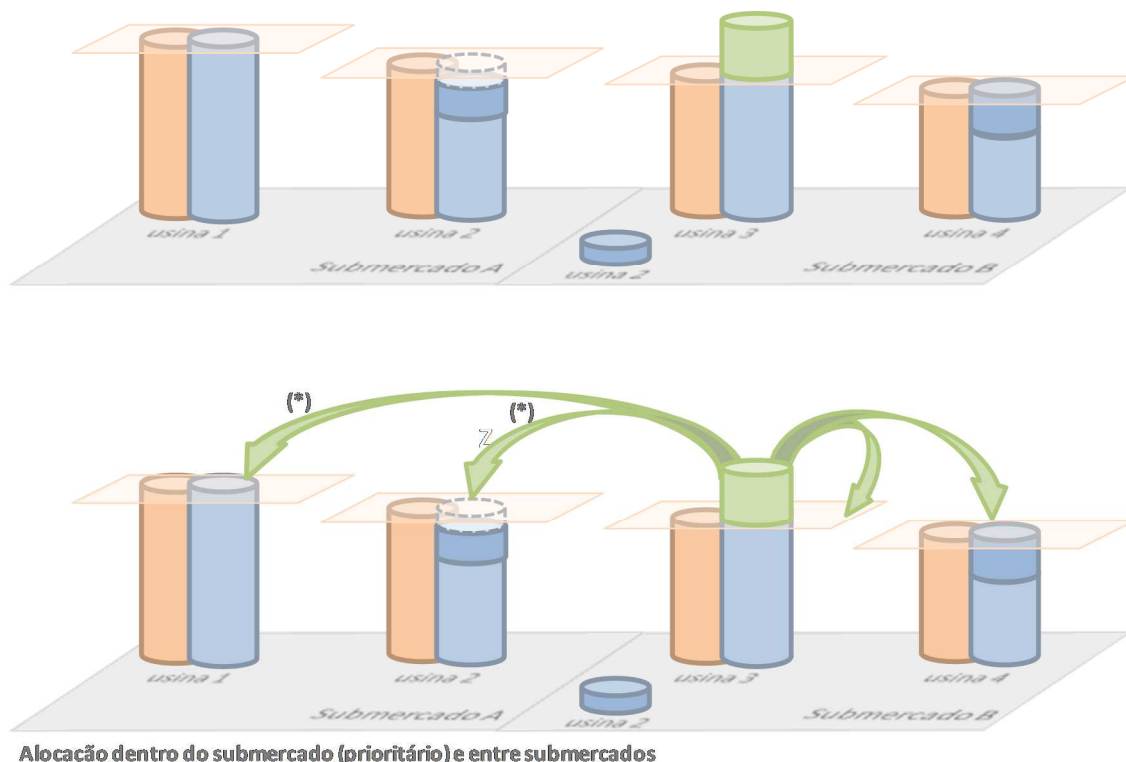 usina 1
usina 2
usina 3
usina 4
Submercado A
usina 2
Submercado B
(*)
(*)
Z
usina 1
usina 2
usina 3
usina 4
Submercado A
usina 2
Submercado B
Alocacão dentro do submercado (prioritário) e entre submercados